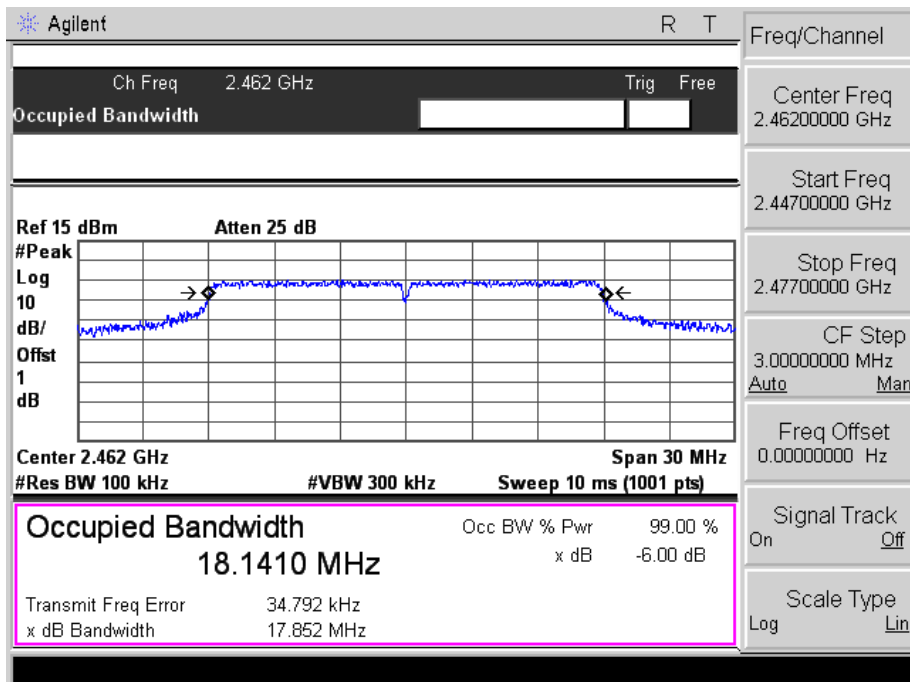 Agilent R T
Ch Freq 2.462 GHz Trig Free
Occupied Bandwidth
Ref 15 dBm Atten 25 dB
#Peak
Log
10
dB/
Offst
1
dB
Center 2.462 GHz Span 30 MHz
#Res BW 100 kHz #VBW 300 kHz Sweep 10 ms (1001 pts)
Occupied Bandwidth Occ BW % Pwr 99.00 %
18.1410 MHz x dB -6.00 dB
Transmit Freq Error 34.792 kHz
x dB Bandwidth 17.852 MHz
Freq/Channel
Center Freq
2.46200000 GHz
Start Freq
2.44700000 GHz
Stop Freq
2.47700000 GHz
CF Step
3.00000000 MHz
Auto Man
Freq Offset
0.00000000 Hz
Signal Track
On Off
Scale Type
Log Lin